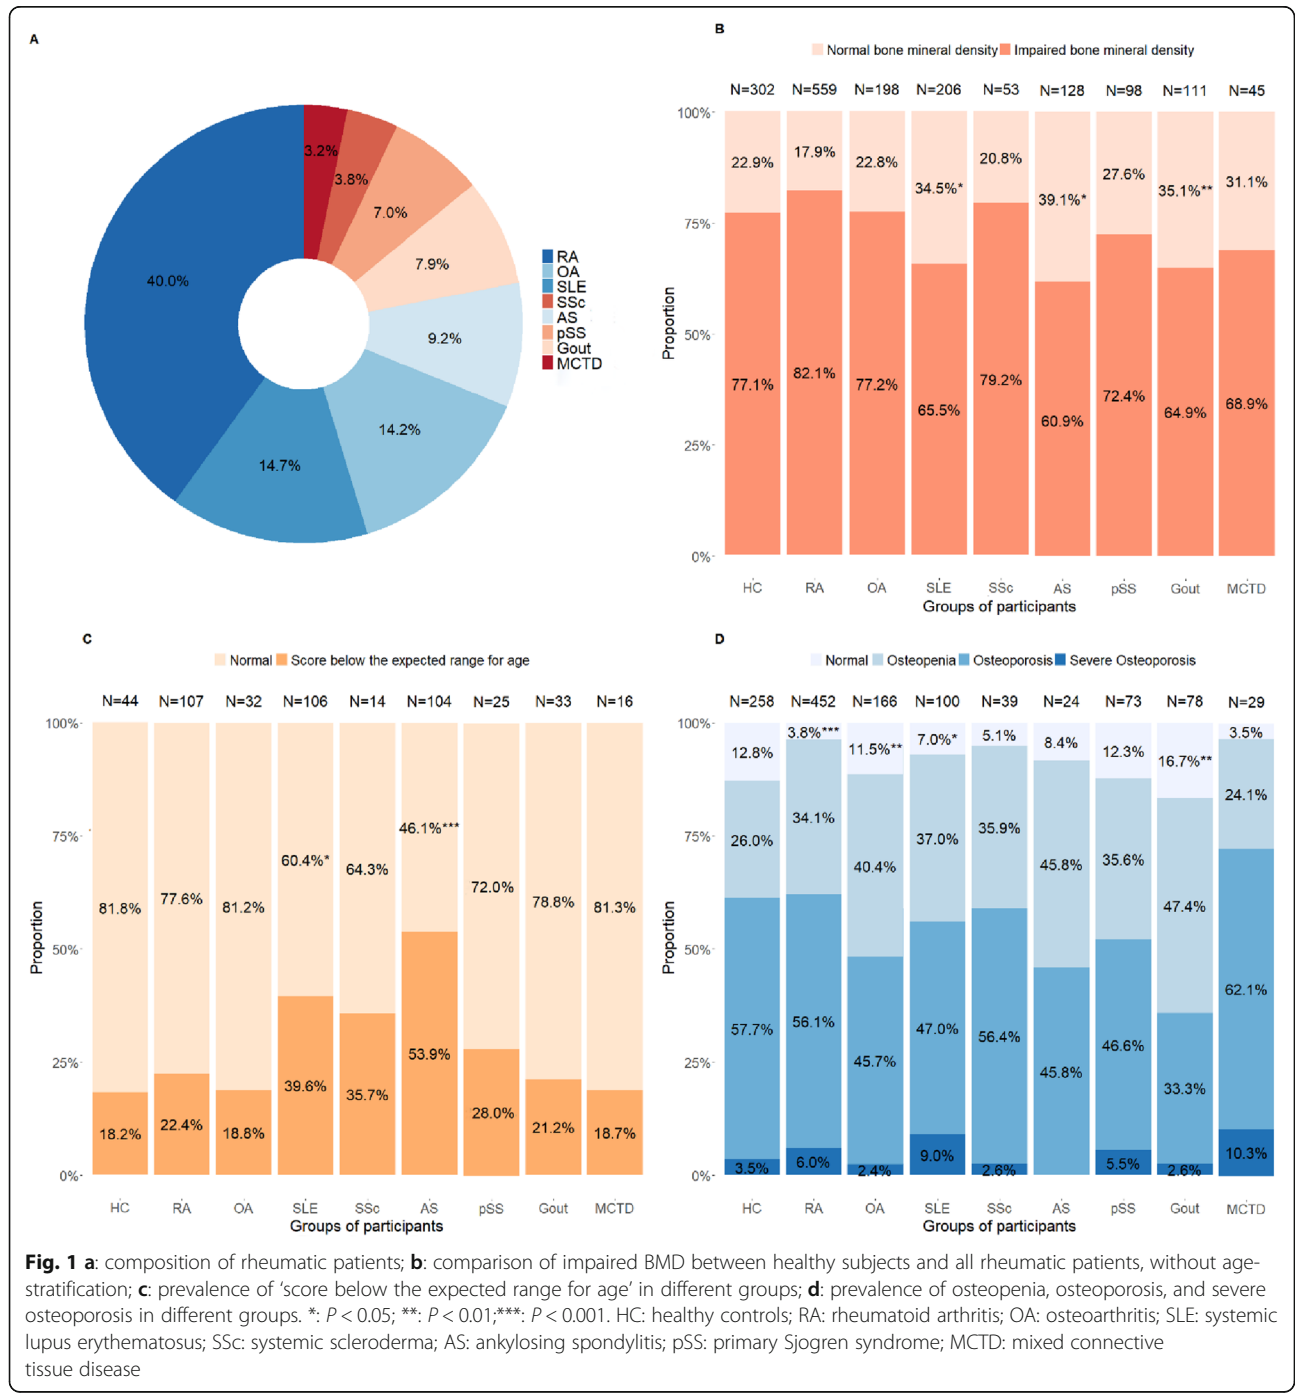 A
3.2%
3.8%
7.0%
7.9%
9.2%
14.2%
14.7%
40.0%
RA
OA
SLE
SSc
AS
pSS
Gout
MCTD
B
Normal bone mineral density Impaired bone mineral density
N=302 N=559 N=198 N=206 N=53 N=128 N=98 N=111 N=45
Proportion
100%
75%
50%
25%
0%
22.9% 17.9% 22.8% 34.5%* 20.8% 39.1%* 27.6% 35.1%** 31.1%
77.1% 82.1% 77.2% 65.5% 79.2% 60.9% 72.4% 64.9% 68.9%
HC RA OA SLE SSc AS pSS Gout MCTD
Groups of participants
C
Normal Score below the expected range for age
N=44 N=107 N=32 N=106 N=14 N=104 N=25 N=33 N=16
Proportion
100%
75%
50%
25%
0%
81.8% 77.6% 81.2% 60.4%* 64.3% 46.1%*** 72.0% 78.8% 81.3%
18.2% 22.4% 18.8% 39.6% 35.7% 53.9% 28.0% 21.2% 18.7%
HC RA OA SLE SSc AS pSS Gout MCTD
Groups of participants
D
Normal Osteopenia Osteoporosis Severe Osteoporosis
N=258 N=452 N=166 N=100 N=39 N=24 N=73 N=78 N=29
Proportion
100%
75%
50%
25%
0%
12.8% 3.8%*** 11.5%** 7.0%* 5.1% 8.4% 12.3% 16.7%** 3.5%
26.0% 34.1% 40.4% 37.0% 35.9% 45.8% 35.6% 47.4% 24.1%
57.7% 56.1% 45.7% 47.0% 56.4% 45.8% 46.6% 33.3% 62.1%
3.5% 6.0% 2.4% 9.0% 2.6% 5.5% 2.6% 10.3%
HC RA OA SLE SSc AS pSS Gout MCTD
Groups of participants
Fig. 1 a: composition of rheumatic patients; b: comparison of impaired BMD between healthy subjects and all rheumatic patients, without age-
stratification; c: prevalence of ‘score below the expected range for age’ in different groups; d: prevalence of osteopenia, osteoporosis, and severe
osteoporosis in different groups. *: P < 0.05; **: P < 0.01;***: P < 0.001. HC: healthy controls; RA: rheumatoid arthritis; OA: osteoarthritis; SLE: systemic
lupus erythematosus; SSc: systemic scleroderma; AS: ankylosing spondylitis; pSS: primary Sjogren syndrome; MCTD: mixed connective
tissue disease